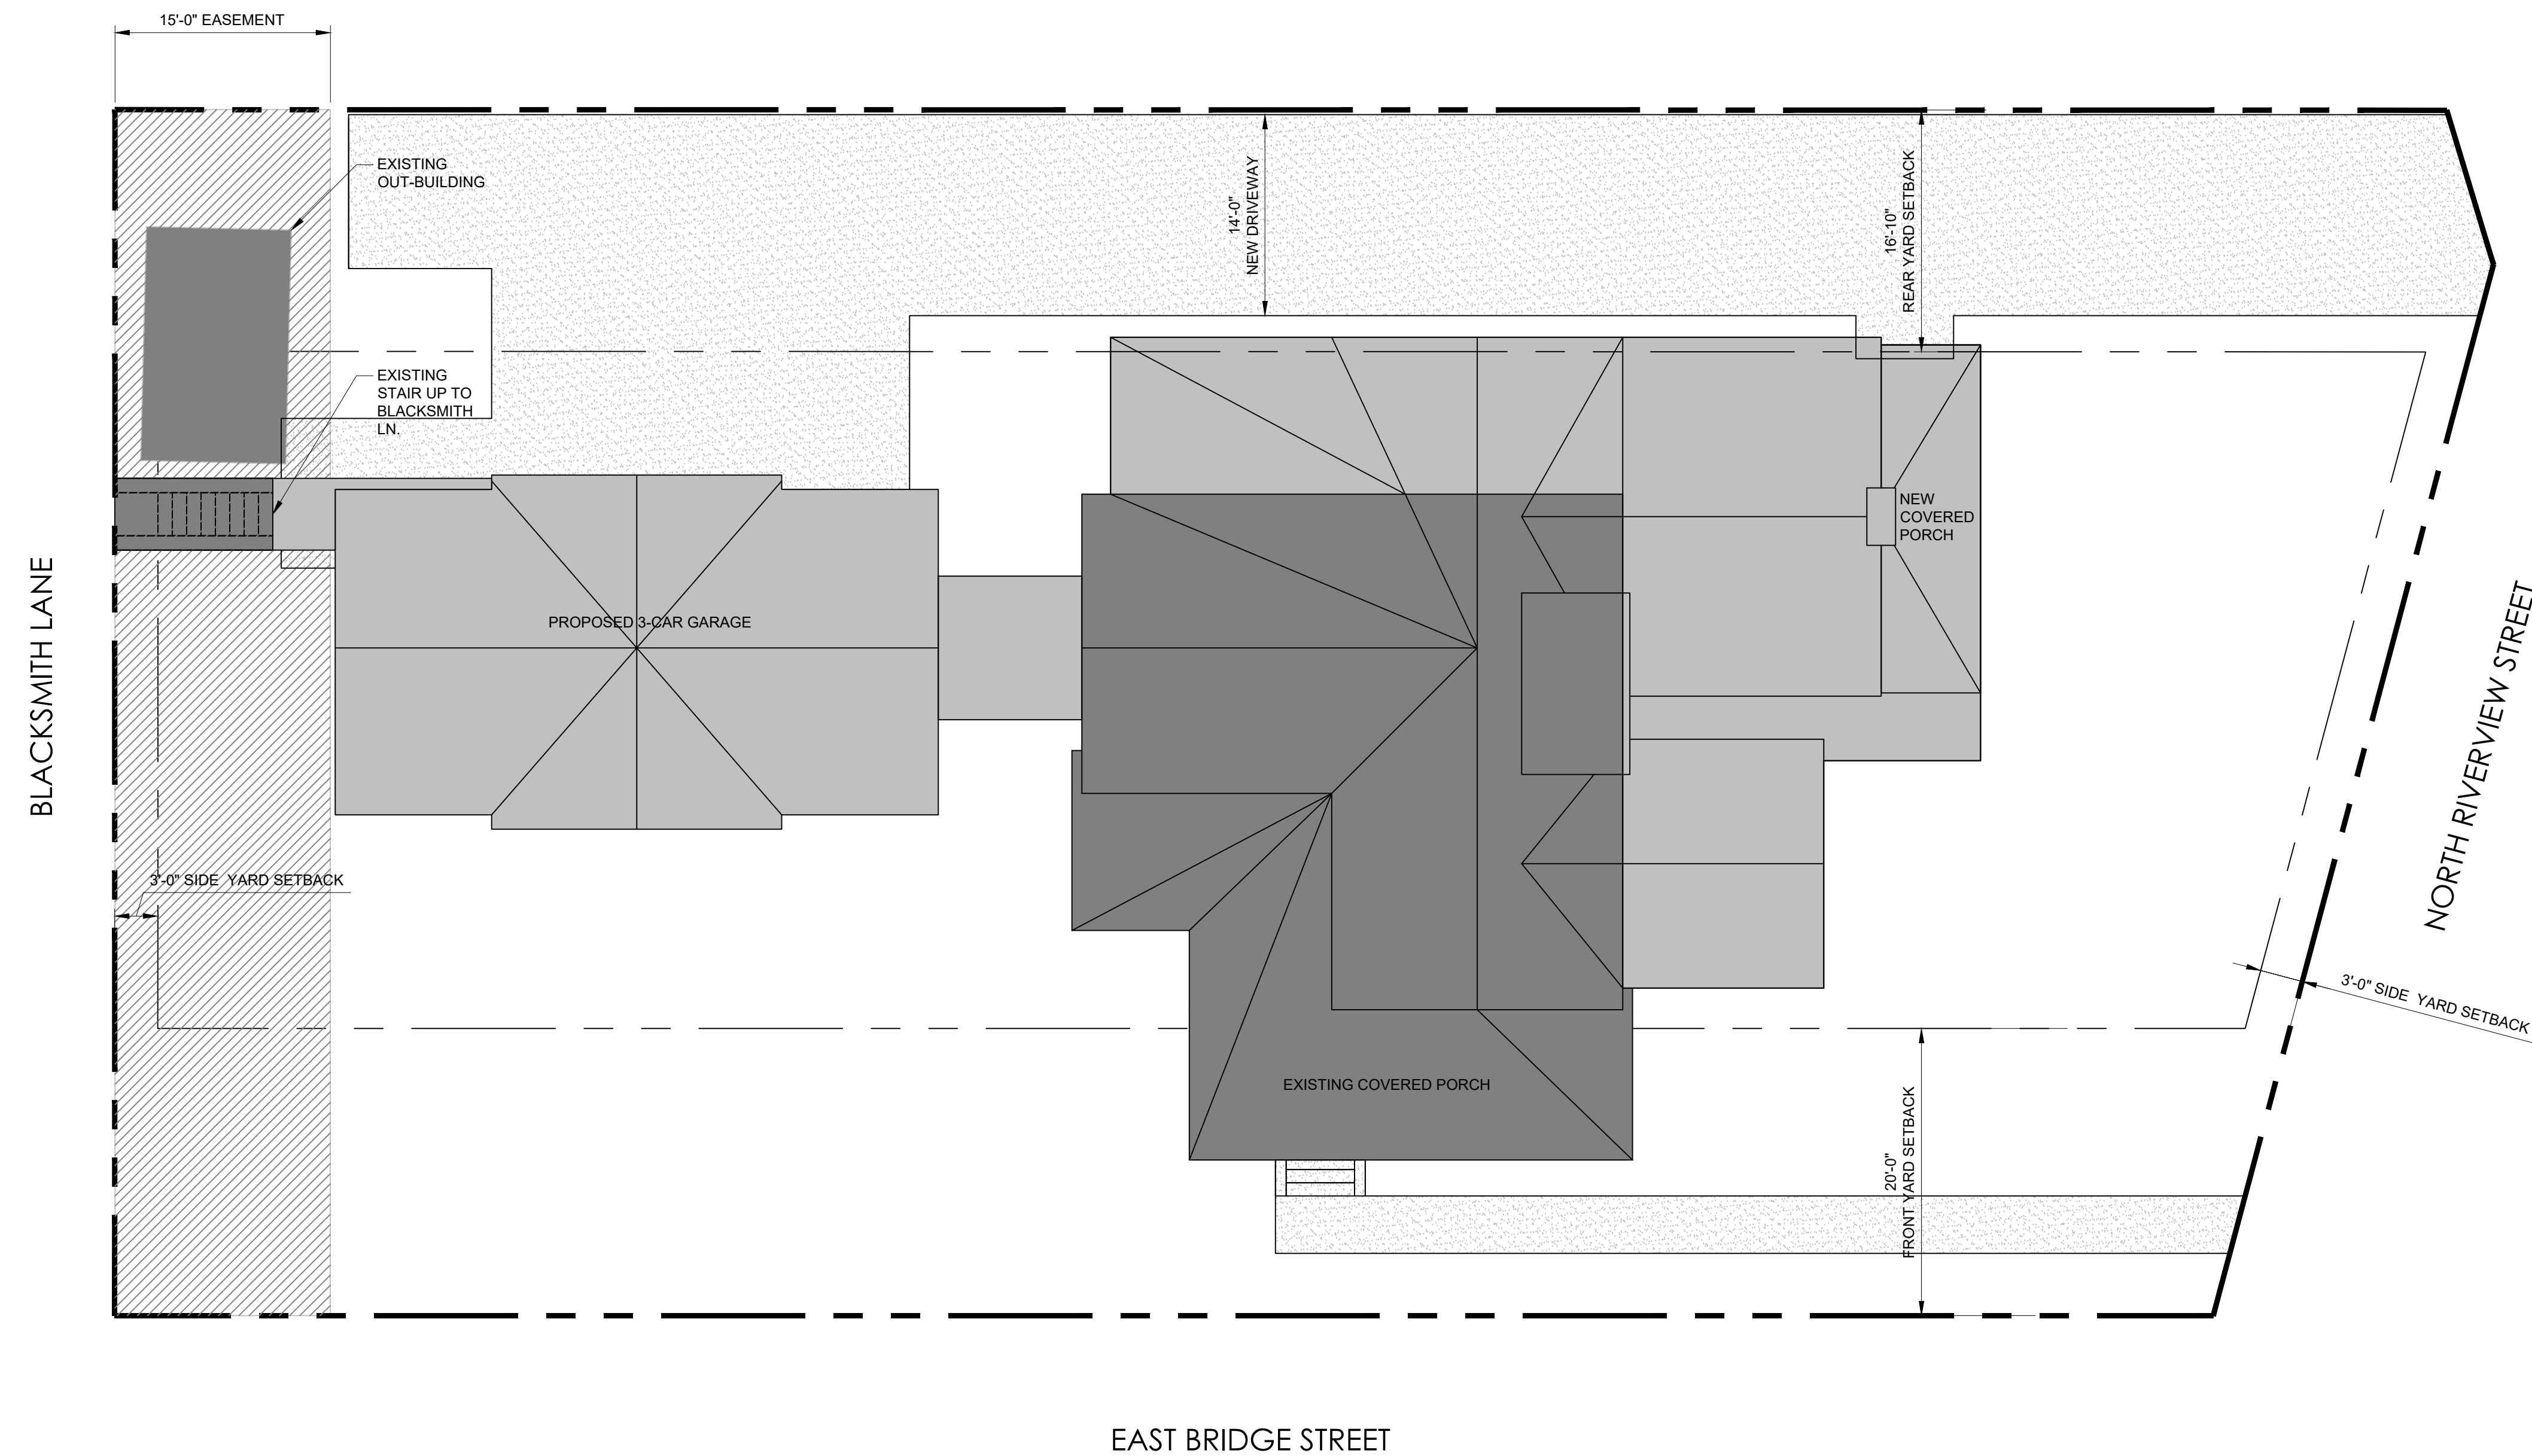 15'-0" EASEMENT
EXISTING
OUT-BUILDING
14'-0"
NEW DRIVEWAY
16'-10"
REAR YARD SETBACK
EXISTING
STAIR UP TO
BLACKSMITH
LN.
NEW
COVERED
PORCH
BLACKSMITH LANE
PROPOSED 3-CAR GARAGE
NORTH RIVERVIEW STREET
3'-0" SIDE YARD SETBACK
3'-0" SIDE YARD SETBACK
EXISTING COVERED PORCH
20'-0"
FRONT YARD SETBACK
EAST BRIDGE STREET